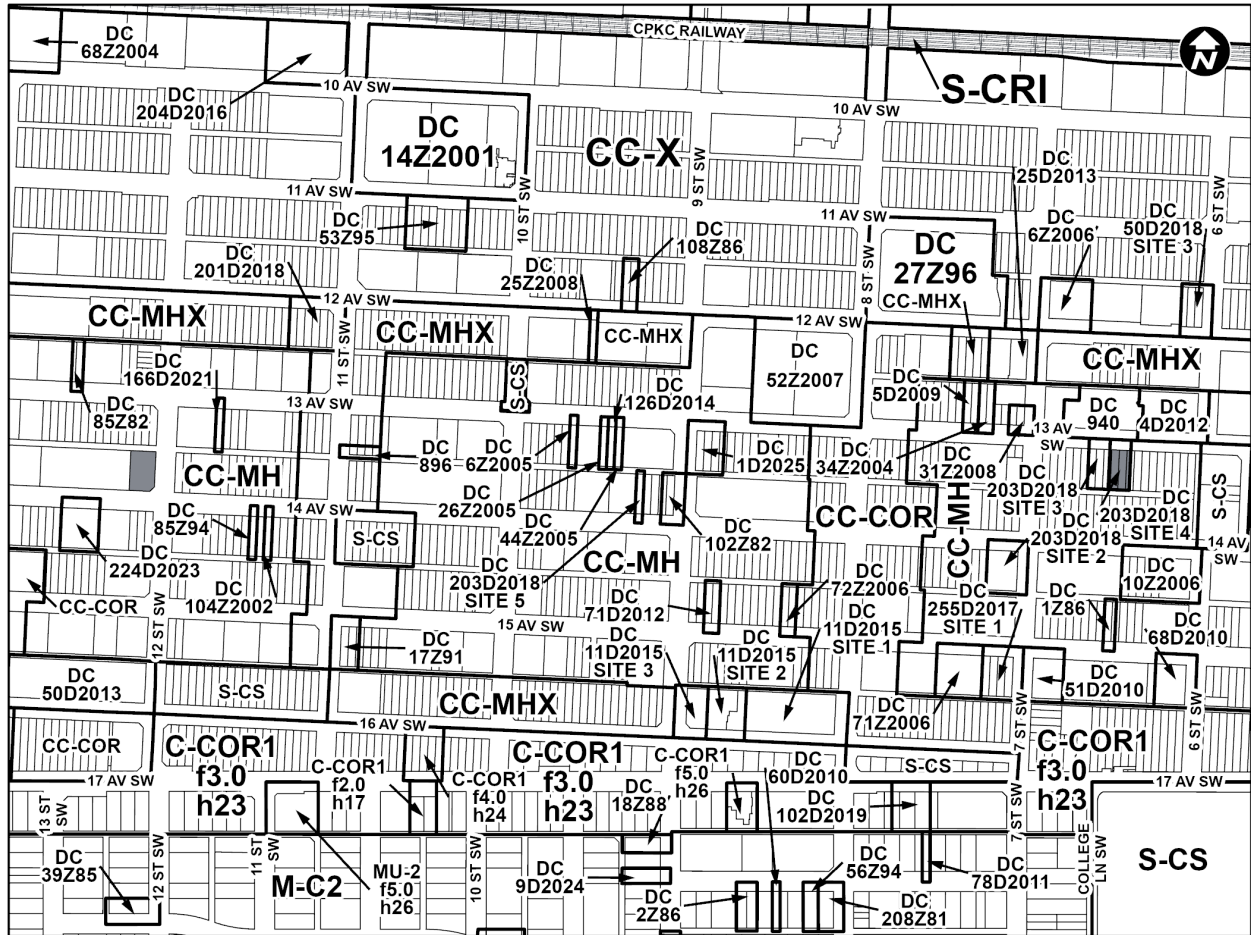 CPKC RAILWAY
N
DC
68Z2004
DC
204D2016
10 AV SW
S-CRI
10 AV SW
DC
14Z2001
CC-X
9 ST SW
DC
25D2013
11 AV SW
10 ST SW
DC
53Z95
DC
108Z86
11 AV SW
DC
27Z96
8 ST SW
DC
6Z2006
DC
50D2018
SITE 3
6 ST SW
DC
201D2018
DC
25Z2008
CC-MHX
12 AV SW
12 AV SW
CC-MHX
11 ST SW
CC-MHX
CC-MHX
CC-MHX
DC
52Z2007
DC
166D2021
S-CS
DC
5D2009
DC
85Z82
13 AV SW
DC
126D2014
DC
940
DC
4D2012
13 AV
SW
DC
896
DC
6Z2005
DC
1D2025
DC
34Z2004
DC
31Z2008
CC-MH
DC
26Z2005
DC
203D2018
SITE 3
DC
203D2018
SITE 4
S-CS
DC
85Z94
14 AV SW
DC
44Z2005
DC
102Z82
CC-COR
CC-MH
DC
203D2018
SITE 2
14 AV
SW
S-CS
DC
224D2023
CC-MH
DC
203D2018
SITE 5
DC
10Z2006
CC-COR
DC
104Z2002
DC
71D2012
DC
72Z2006
DC
255D2017
SITE 1
DC
1Z86
12 ST SW
15 AV SW
DC
11D2015
SITE 3
DC
11D2015
SITE 2
DC
11D2015
SITE 1
DC
68D2010
DC
17Z91
DC
50D2013
S-CS
CC-MHX
DC
71Z2006
DC
51D2010
16 AV SW
7 ST SW
6 ST SW
CC-COR
C-COR1
f3.0
h23
C-COR1
f2.0
h17
C-COR1
f4.0
h24
C-COR1
f3.0
h23
C-COR1
f5.0
h26
DC
60D2010
S-CS
C-COR1
f3.0
h23
17 AV SW
17 AV SW
DC
18Z88
DC
102D2019
13 ST
SW
11 ST
SW
7 ST SW
COLLEGE
LN SW
DC
39Z85
12 ST SW
M-C2
MU-2
f5.0
h26
10 ST SW
DC
9D2024
DC
2Z86
DC
56Z94
DC
208Z81
DC
78D2011
S-CS